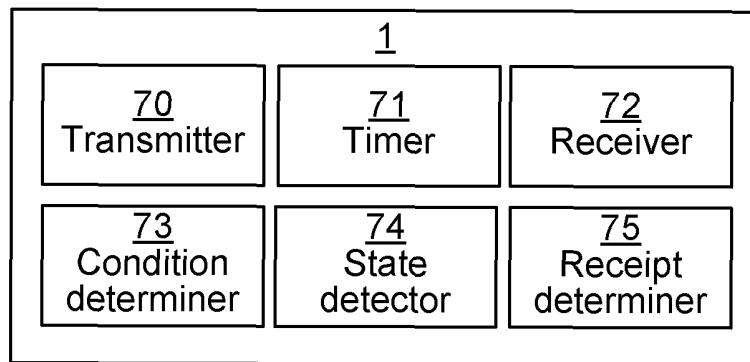 1
70
Transmitter
71
Timer
72
Receiver
73
Condition
determiner
74
State
detector
75
Receipt
determiner